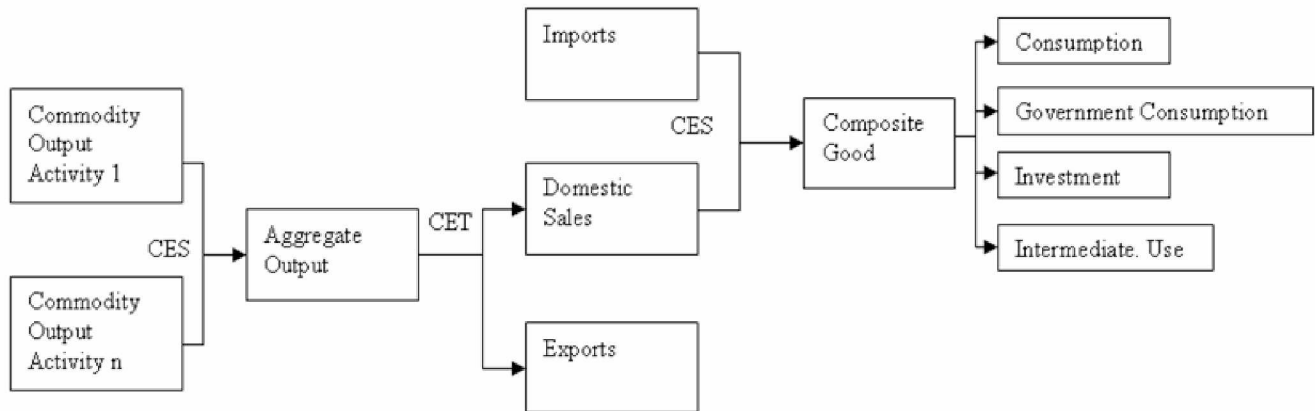 Commodity
Output
Activity 1
Commodity
Output
Activity n
CES
Aggregate
Output
CET
Imports
Domestic
Sales
Exports
CES
Composite
Good
Consumption
Government Consumption
Investment
Intermediate. Use